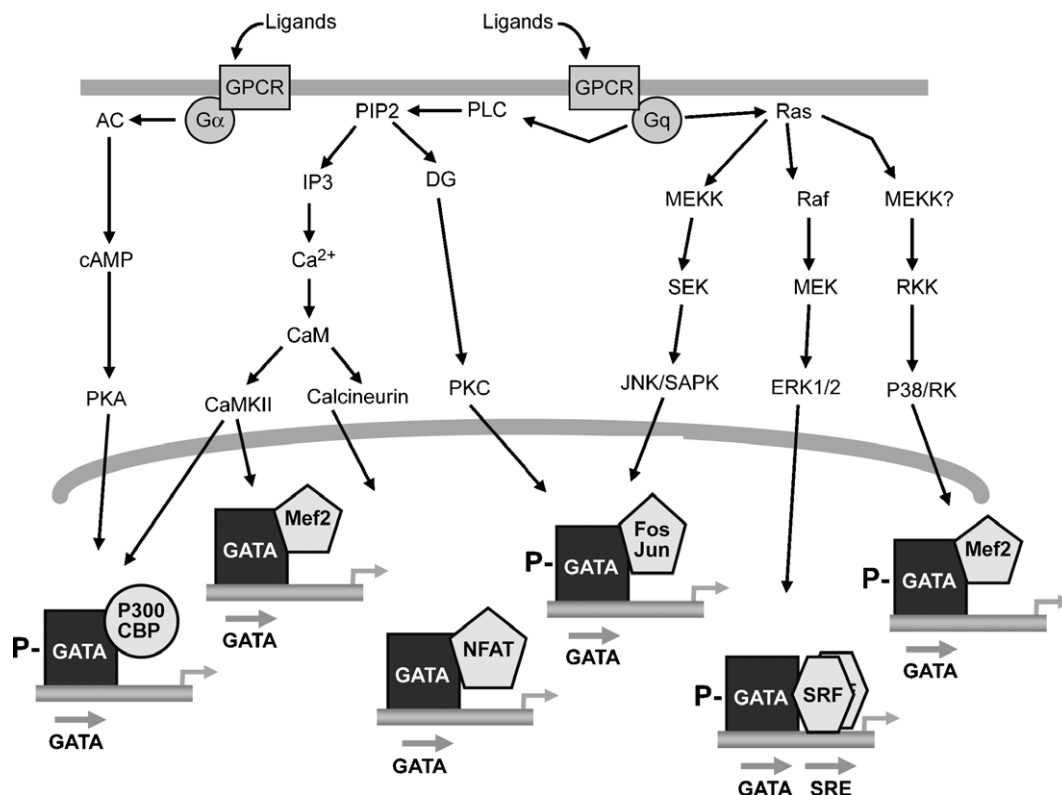 Ligands
Ligands
GPCR
GPCR
AC
Gα
PIP2
PLC
Gq
Ras
IP3
DG
MEKK
Raf
MEKK?
cAMP
Ca2+
SEK
MEK
RKK
CaM
PKA
CaMKII
Calcineurin
PKC
JNK/SAPK
ERK1/2
P38/RK
GATA
Mef2
GATA
P-
GATA
Fos
Jun
GATA
P-
GATA
Mef2
GATA
P-
GATA
P300
CBP
GATA
GATA
NFAT
GATA
P-
GATA
SRF
GATA
SRE